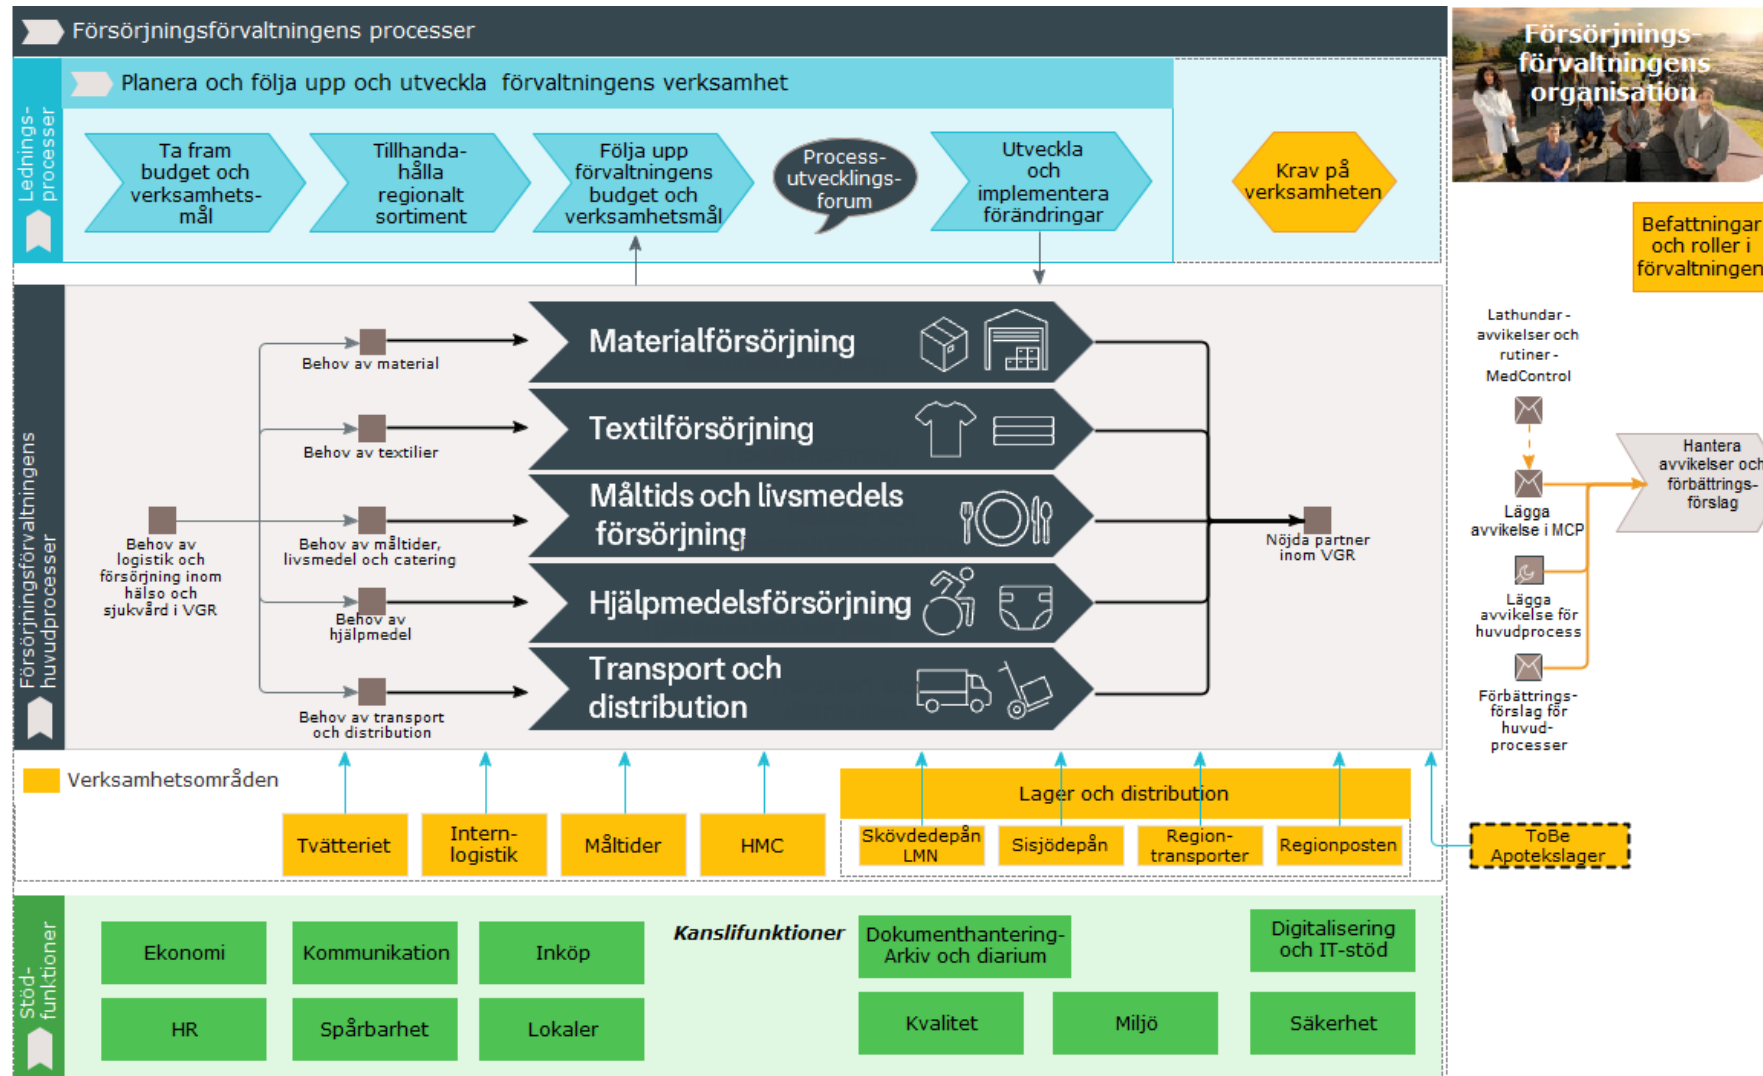 Försörjningsförvaltningens processer
Försörjnings-
förvaltningens
organisation
Lednings-
processer
Planera och följa upp och utveckla förvaltningens verksamhet
Ta fram
budget och
verksamhets-
mål
Tillhanda-
hålla
regionalt
sortiment
Följa upp
förvaltningens
budget och
verksamhetsmål
Process-
utvecklings-
forum
Utveckla
och
implementera
förändringar
Krav på
verksamheten
Befattningar
och roller i
förvaltningen
Försörjningsförvaltningens
huvudprocesser
Behov av
logistik och
försörjning inom
hälso och
sjukvård i VGR
Behov av material
Behov av textilier
Behov av måltider,
livsmedel och catering
Behov av
hjälpmedel
Behov av transport
och distribution
Materialförsörjning
Textilförsörjning
Måltids och livsmedels
försörjning
Hjälpmedelsförsörjning
Transport och
distribution
Nöjda partner
inom VGR
Lathundar -
avvikelser och
rutiner -
MedControl
Lägga
avvikelse i MCP
Lägga
avvikelse för
huvudprocess
Förbättrings-
förslag för
huvud-
processer
Hantera
avvikelser och
förbättrings-
förslag
Verksamhetsområden
Tvätteriet
Intern-
logistik
Måltider
HMC
Lager och distribution
Skövdedepån
LMN
Sisjödepån
Region-
transporter
Regionposten
ToBe
Apotekslager
Stöd-
funktioner
Ekonomi
Kommunikation
Inköp
HR
Spårbarhet
Lokaler
Kanslifunktioner
Dokumenthantering-
Arkiv och diarium
Digitalisering
och IT-stöd
Kvalitet
Miljö
Säkerhet